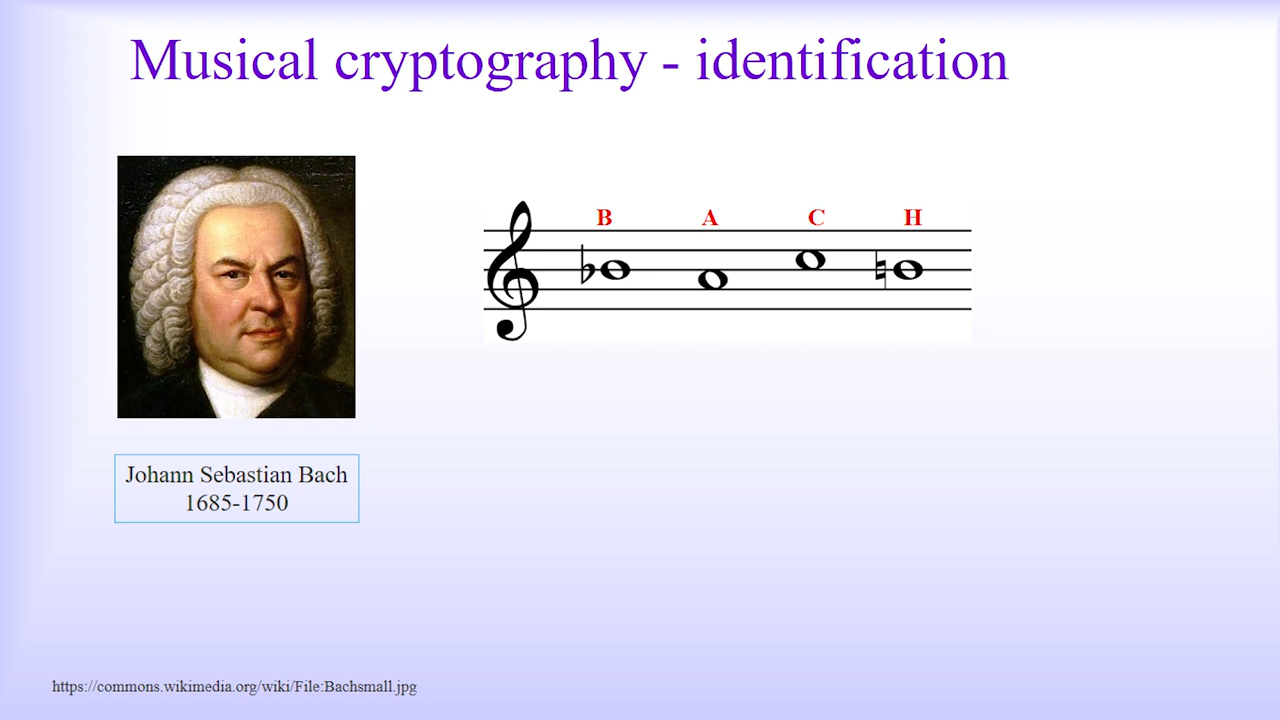 Musical cryptography - identification
B A C H
Johann Sebastian Bach
1685-1750
https://commons.wikimedia.org/wiki/File:Bachsmall.jpg